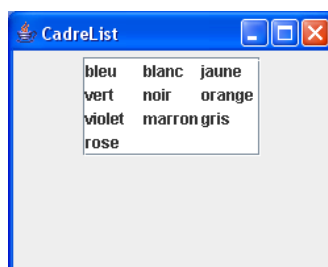 CadreList
bleu blanc jaune
vert noir orange
violet marron gris
rose